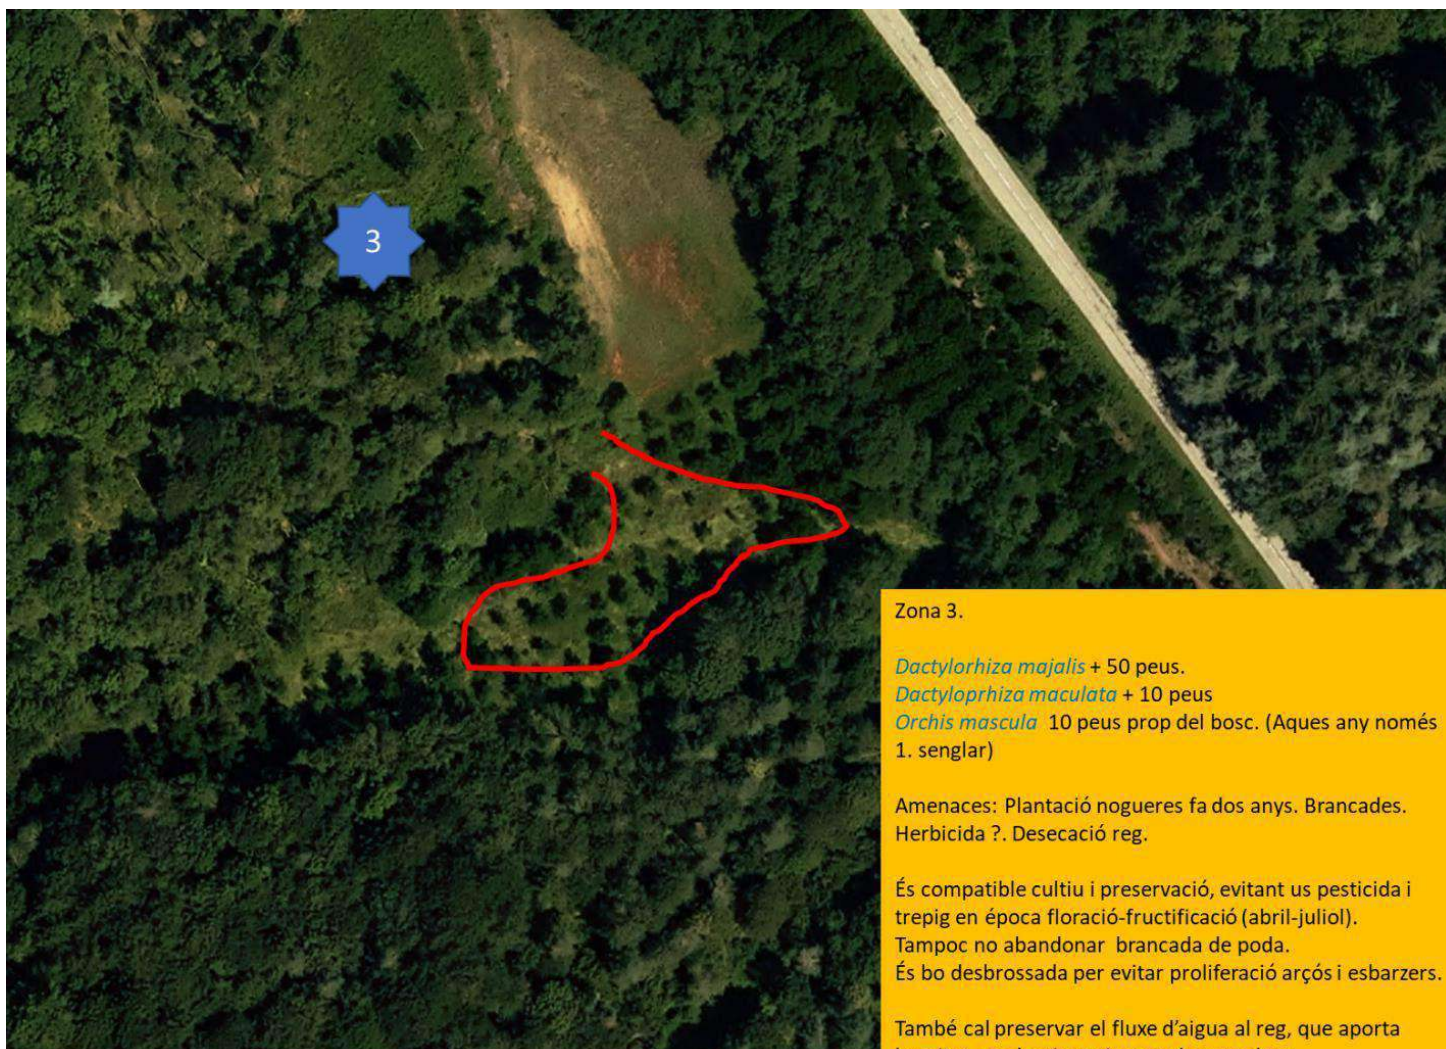 3
Zona 3.
Dactylorhiza majalis + 50 peus.
Dactyloprhiza maculata + 10 peus
Orchis mascula 10 peus prop del bosc. (Aques any només
1. senglar)
Amenaces: Plantació nogueres fa dos anys. Brancades.
Herbicida ?. Desecació reg.
És compatible cultiu i preservació, evitant us pesticida i
trepig en época floració-fructificació (abril-juliol).
Tampoc no abandonar brancada de poda.
És bo desbrossada per evitar proliferació arçós i esbarzers.
També cal preservar el fluxe d'aigua al reg, que aporta